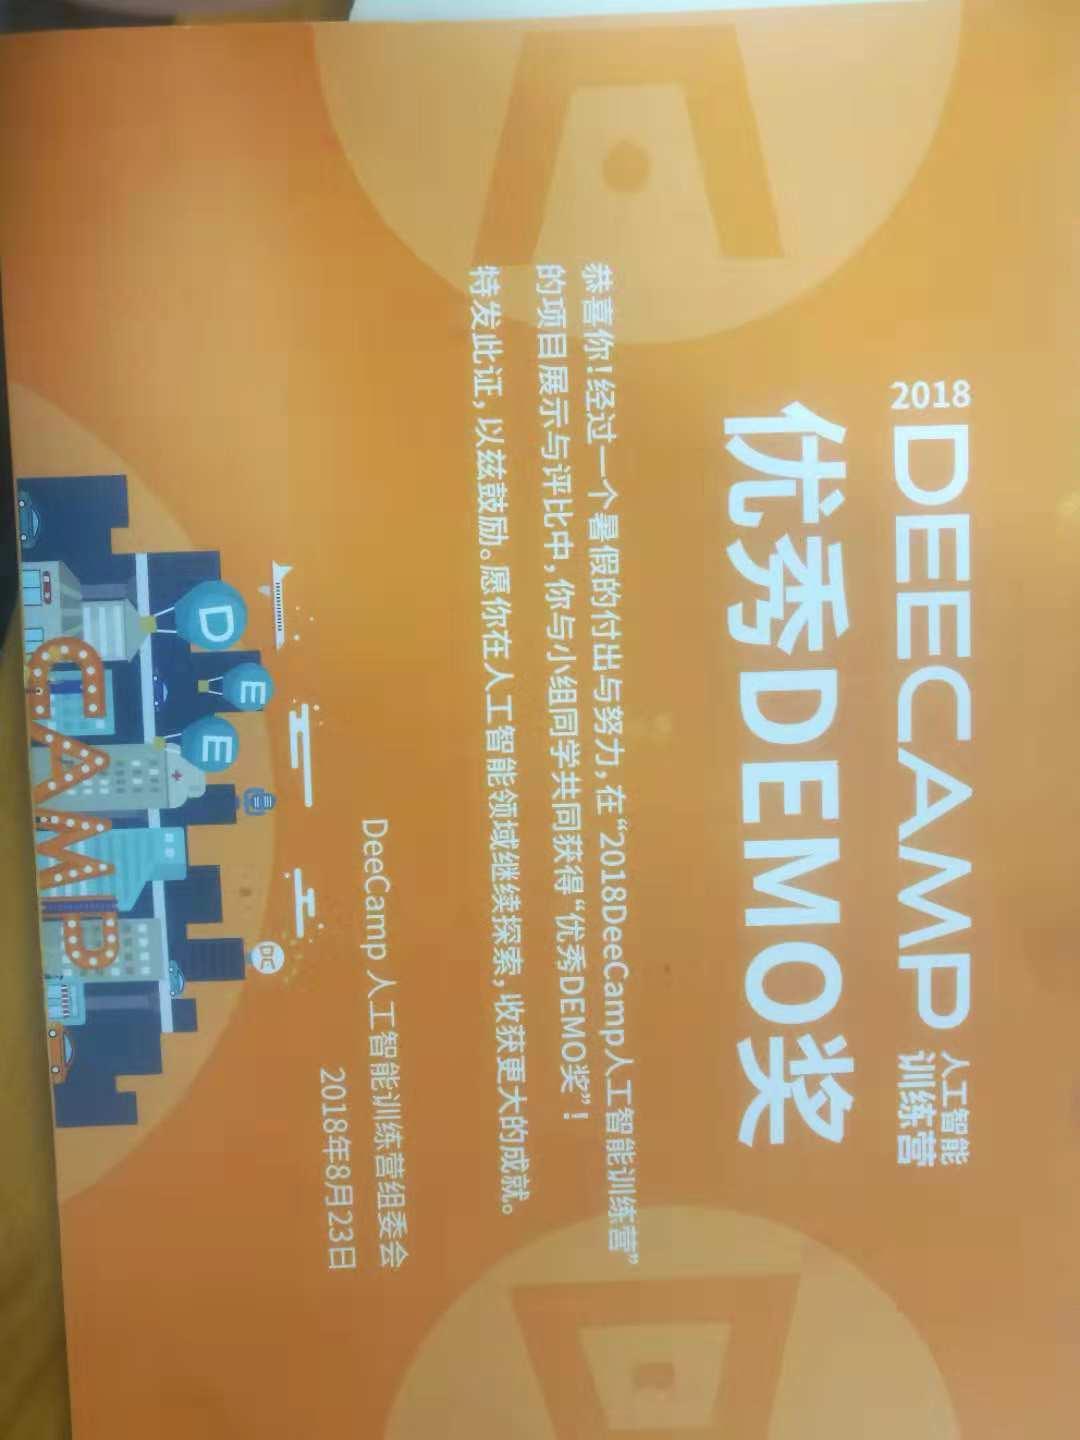 2018 DEECAMP 人工智能
训练营
优秀DEMO奖
恭喜你！经过一个暑假的付出与努力，在“2018DeeCamp人工智能训练营”
的项目展示与评比中，你与小组同学共同获得“优秀DEMO奖”！
特发此证，以兹鼓励。愿你在人工智能领域继续探索，收获更大的成就。
DeeCamp 人工智能训练营组委会
2018年8月23日
DEE
DC
CAMP